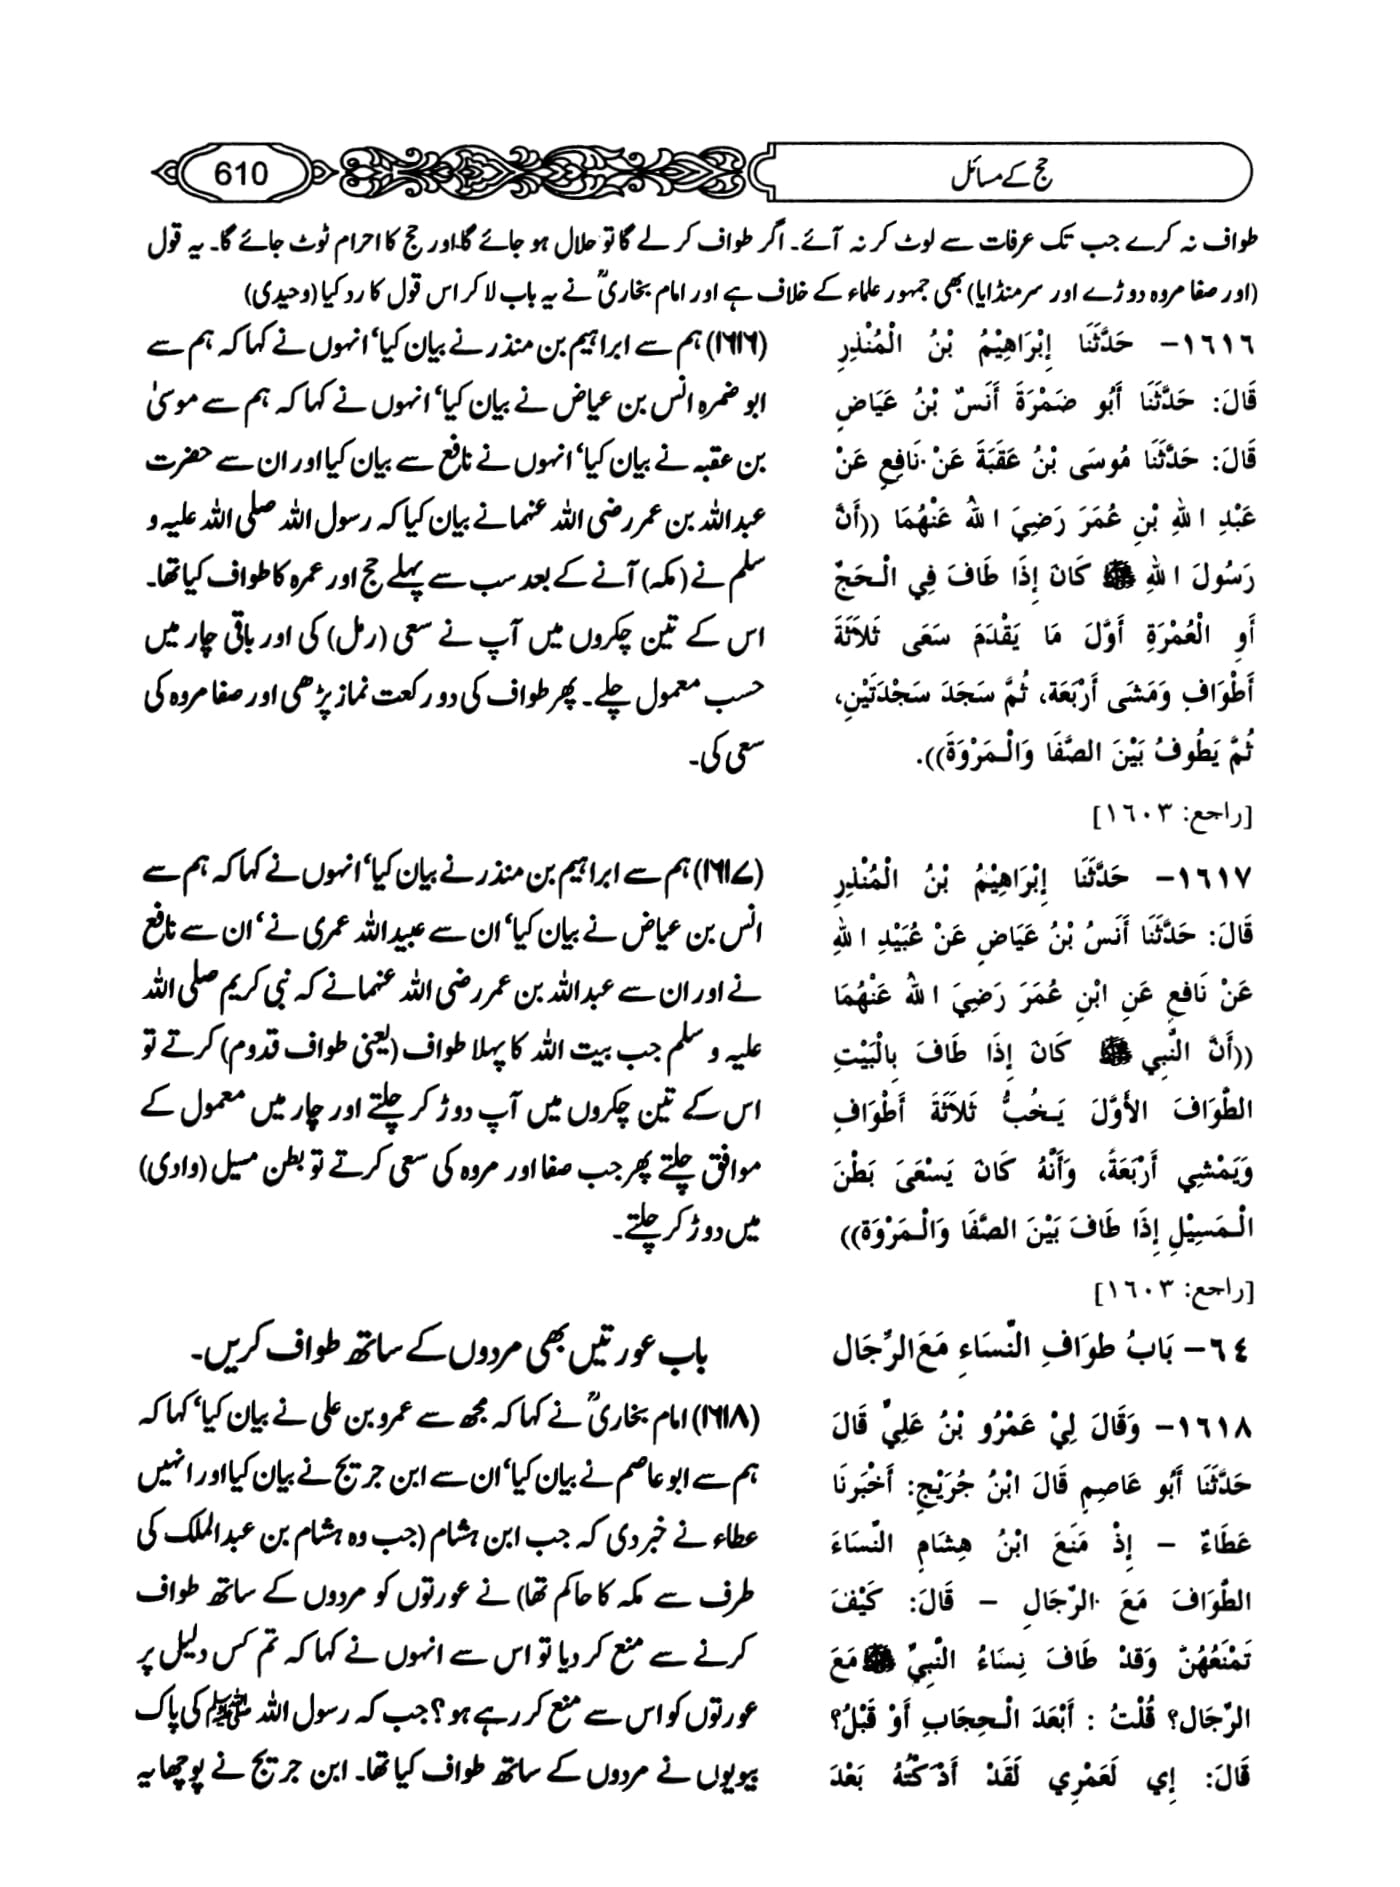 حج کے مسائل
610
طواف نہ کرے جب تک عرفات سے لوٹ کر نہ آئے۔ اگر طواف کر لے گا تو حلال ہو جائے گا اور حج کا احرام ٹوٹ جائے گا۔ یہ قول
(اور صفا مروہ دوڑے اور سر منڈایا) بھی جمہور علماء کے خلاف ہے اور امام بخاریؒ نے یہ باب لا کر اس قول کا رد کیا (وحیدی)
١٦١٦- حَدَّثَنَا إِبْرَاهِيْمُ بْنُ الْمُنْذِرِ
قَالَ: حَدَّثَنَا أَبُو ضَمْرَةَ أَنَسٌ بْنُ عَيَاضٍ
قَالَ: حَدَّثَنَا مُوسَى بْنُ عَقَبَةَ عَنْ نَافِعٍ عَنْ
عَبْدِ اللهِ بْنِ عُمَرَ رَضِيَ اللهُ عَنْهُمَا ((أَنَّ
رَسُولَ اللهِ ﷺ كَانَ إِذَا طَافَ فِي الْحَجِّ
أَوِ الْعُمْرَةِ أَوَّلَ مَا يَقْدَمَ سَعَى ثَلاَثَةَ
أَطْوَافٍ وَمَشَى أَرْبَعَة، ثُمَّ سَجَدَ سَجْدَتَيْنِ،
ثُمَّ يَطُوفُ بَيْنَ الصَّفَا وَالْمَرْوَةَ)).
[راجع: ١٦٠٣]
(۱۶۱۶) ہم سے ابراہیم بن منذر نے بیان کیا‘ انہوں نے کہا کہ ہم سے
ابو ضمرہ انس بن عیاض نے بیان کیا‘ انہوں نے کہا کہ ہم سے موسیٰ
بن عقبہ نے بیان کیا‘ انہوں نے نافع سے بیان کیا اور ان سے حضرت
عبداللہ بن عمر رضی اللہ عنہما نے بیان کیا کہ رسول اللہ صلی اللہ علیہ و
سلم نے (مکہ) آنے کے بعد سب سے پہلے حج اور عمرہ کا طواف کیا تھا۔
اس کے تین چکروں میں آپ نے سعی (رمل) کی اور باقی چار میں
حسب معمول چلے۔ پھر طواف کی دو رکعت نماز پڑھی اور صفا مروہ کی
سعی کی۔
١٦١٧- حَدَّثَنَا إِبْرَاهِيْمُ بْنُ الْمُنْذِرِ
قَالَ: حَدَّثَنَا أَنَسُ بْنُ عَيَاضٍ عَنْ عُبَيْدِ اللهِ
عَنْ نَافِعٍ عَنِ ابْنِ عُمَرَ رَضِيَ اللهُ عَنْهُمَا
((أَنَّ النَّبِي ﷺ كَانَ إِذَا طَافَ بِالْبَيْتِ
الطَّوَافَ الأَوَّلَ يَخُبُّ ثَلاَثَةَ أَطْوَافٍ
وَيَمْشِي أَرْبَعَةً، وَأَنَّهُ كَانَ يَسْعَى بَطْنَ
الْمَسِيْلِ إِذَا طَافَ بَيْنَ الصَّفَا وَالْمَرْوَة))
[راجع: ١٦٠٣]
(۱۶۱۷) ہم سے ابراہیم بن منذر نے بیان کیا‘ انہوں نے کہا کہ ہم سے
انس بن عیاض نے بیان کیا‘ ان سے عبیداللہ عمری نے‘ ان سے نافع
نے اور ان سے عبداللہ بن عمر رضی اللہ عنہما نے کہ نبی کریم صلی اللہ
علیہ و سلم جب بیت اللہ کا پہلا طواف (یعنی طواف قدوم) کرتے تو
اس کے تین چکروں میں آپ دوڑ کر چلتے اور چار میں معمول کے
موافق چلتے پھر جب صفا اور مروہ کی سعی کرتے تو بطن مسیل (وادی)
میں دوڑ کر چلتے۔
٦٤- بَابُ طوَافِ النِّسَاءِ مَعَ الرِّجَال
باب عورتیں بھی مردوں کے ساتھ طواف کریں۔
١٦١٨- وَقَالَ لِيْ عَمْرُو بْنُ عَلِيٍّ قَالَ
حَدَّثَنَا أَبُو عَاصِمٍ قَالَ ابْنُ جُرَيْجٍ: أَخْبَرنَا
عَطَاءٌ - إِذْ مَنَعَ ابْنُ هِشَامِ النِّسَاءَ
الطَّوَافَ مَعَ الرِّجَالِ - قَالَ: كَيْفَ
تَمْنَعُهُنَّ وَقَدْ طَافَ نِسَاءُ النَّبِيِّ ﷺ مَعَ
الرِّجَال؟ قُلْتُ: أَبَعْدَ الْحِجَابِ أَوْ قَبْلُ؟
قَالَ: إِي لَعَمْرِي لَقَدْ أَدْرَكْتُهُ بَعْدَ
(۱۶۱۸) امام بخاریؒ نے کہا کہ مجھ سے عمرو بن علی نے بیان کیا‘ کہا کہ
ہم سے ابو عاصم نے بیان کیا‘ ان سے ابن جریج نے بیان کیا اور انہیں
عطاء نے خبر دی کہ جب ابن ہشام (جب وہ ہشام بن عبدالملک کی
طرف سے مکہ کا حاکم تھا) نے عورتوں کو مردوں کے ساتھ طواف
کرنے سے منع کر دیا تو اس سے انہوں نے کہا کہ تم کس دلیل پر
عورتوں کو اس سے منع کر رہے ہو؟ جب کہ رسول اللہ ﷺ کی پاک
بیویوں نے مردوں کے ساتھ طواف کیا تھا۔ ابن جریج نے پوچھا یہ